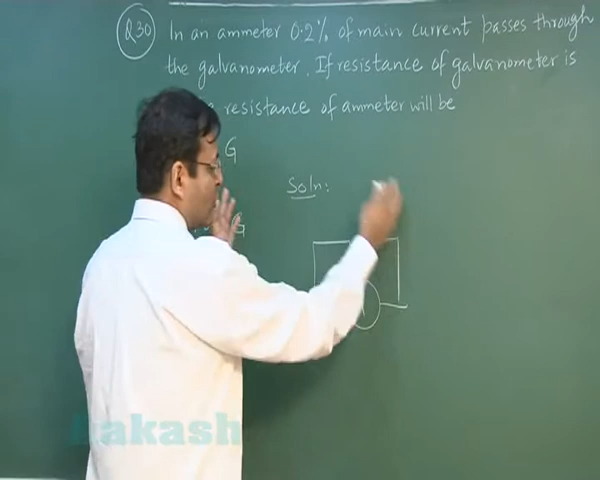 Q30 In an ammeter 0.2% of main current passes through
the galvanometer. If resistance of galvanometer is
resistance of ammeter will be
G
Soln:
G
aakash